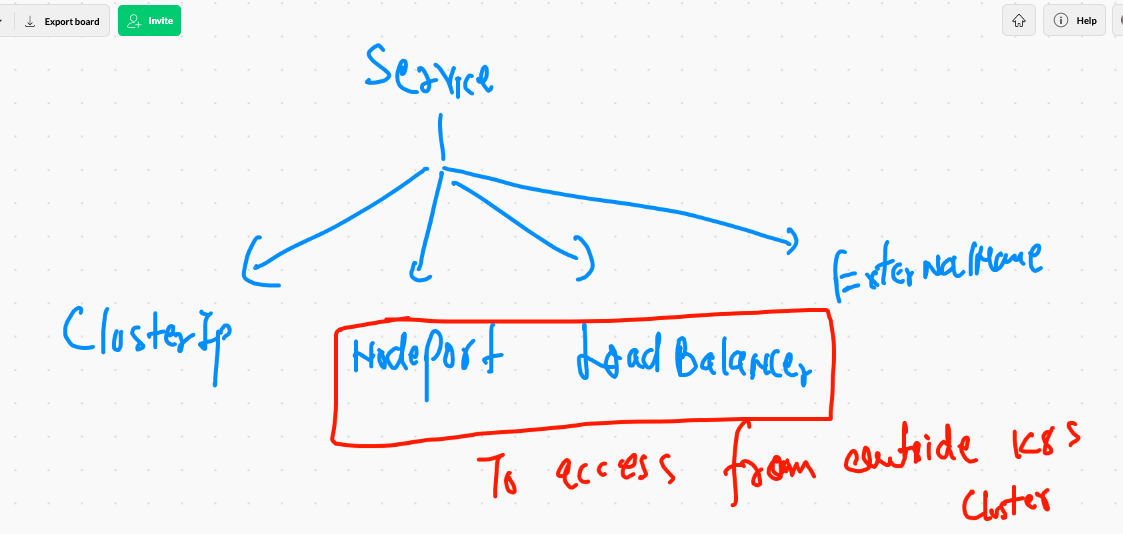 Export board
Invite
Help
Service
ClusterIp
NodePort
LoadBalancer
ExternalName
To access from outside K8s
Cluster